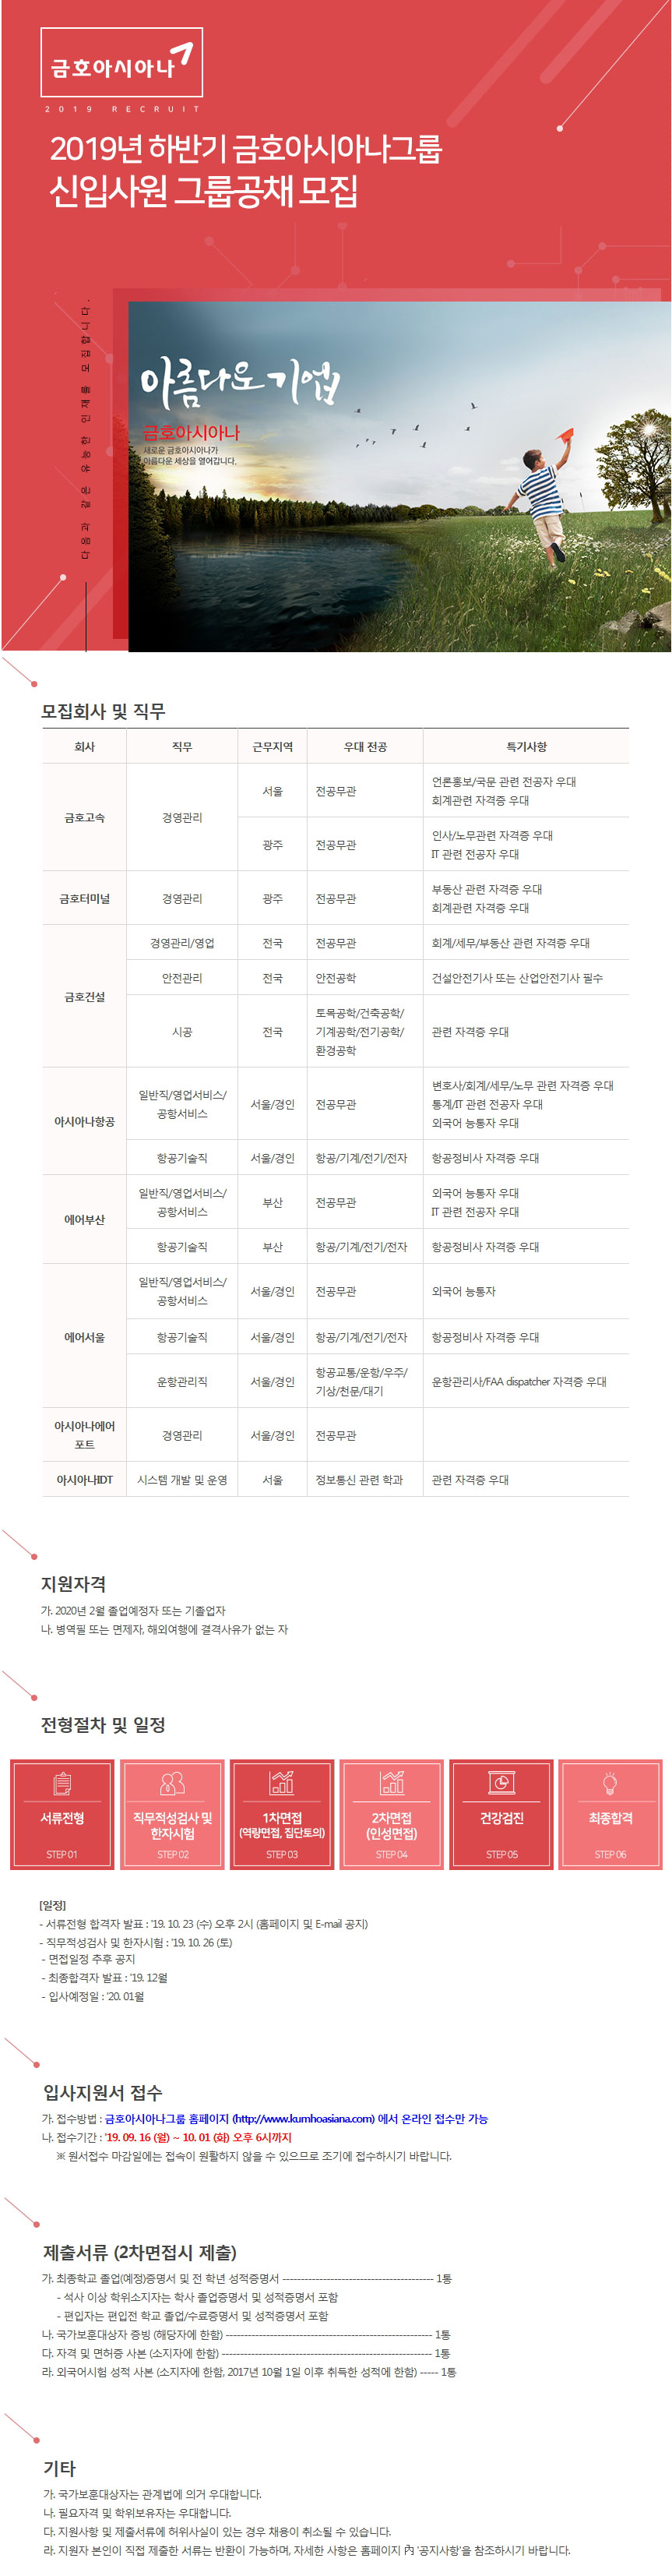 금호아시아나
2019 RECRUIT
2019년 하반기 금호아시아나그룹
신입사원 그룹공채 모집
다음과 같은 유능한 인재를 모집합니다.
아름다운 기업
금호아시아나
새로운 금호아시아나가
아름다운 세상을 열어갑니다.
모집회사 및 직무
회사 직무 근무지역 우대 전공 특기사항
금호고속 경영관리 서울 전공무관 언론홍보/국문 관련 전공자 우대
회계관련 자격증 우대
광주 전공무관 인사/노무관련 자격증 우대
IT 관련 전공자 우대
금호터미널 경영관리 광주 전공무관 부동산 관련 자격증 우대
회계관련 자격증 우대
금호건설 경영관리/영업 전국 전공무관 회계/세무/부동산 관련 자격증 우대
안전관리 전국 안전공학 건설안전기사 또는 산업안전기사 필수
시공 전국 토목공학/건축공학/
기계공학/전기공학/
환경공학
관련 자격증 우대
아시아나항공 일반직/영업서비스/
공항서비스
서울/경인 전공무관 변호사/회계/세무/노무 관련 자격증 우대
통계/IT 관련 전공자 우대
외국어 능통자 우대
항공기술직 서울/경인 항공/기계/전기/전자 항공정비사 자격증 우대
에어부산 일반직/영업서비스/
공항서비스
부산 전공무관 외국어 능통자 우대
IT 관련 전공자 우대
항공기술직 부산 항공/기계/전기/전자 항공정비사 자격증 우대
에어서울 일반직/영업서비스/
공항서비스
서울/경인 전공무관 외국어 능통자
항공기술직 서울/경인 항공/기계/전기/전자 항공정비사 자격증 우대
운항관리직 서울/경인 항공교통/운항/우주/
기상/천문/대기
운항관리사/FAA dispatcher 자격증 우대
아시아나에어
포트
경영관리 서울/경인 전공무관
아시아나IDT 시스템 개발 및 운영 서울 정보통신 관련 학과 관련 자격증 우대
지원자격
가. 2020년 2월 졸업예정자 또는 기졸업자
나. 병역필 또는 면제자, 해외여행에 결격사유가 없는 자
전형절차 및 일정
서류전형
STEP 01
직무적성검사 및
한자시험
STEP 02
1차면접
(역량면접, 집단토의)
STEP 03
2차면접
(인성면접)
STEP 04
건강검진
STEP 05
최종합격
STEP 06
[일정]
- 서류전형 합격자 발표 : '19. 10. 23 (수) 오후 2시 (홈페이지 및 E-mail 공지)
- 직무적성검사 및 한자시험 : '19. 10. 26 (토)
- 면접일정 추후 공지
- 최종합격자 발표 : '19. 12월
- 입사예정일 : '20. 01월
입사지원서 접수
가. 접수방법 : 금호아시아나그룹 홈페이지 (http://www.kumhoasiana.com) 에서 온라인 접수만 가능
나. 접수기간 : '19. 09. 16 (월) ~ 10. 01 (화) 오후 6시까지
※ 원서접수 마감일에는 접속이 원활하지 않을 수 있으므로 조기에 접수하시기 바랍니다.
제출서류 (2차면접시 제출)
가. 최종학교 졸업(예정)증명서 및 전 학년 성적증명서 ---------------------------------------- 1통
- 석사 이상 학위소지자는 학사 졸업증명서 및 성적증명서 포함
- 편입자는 편입전 학교 졸업/수료증명서 및 성적증명서 포함
나. 국가보훈대상자 증빙 (해당자에 한함) ------------------------------------------------------- 1통
다. 자격 및 면허증 사본 (소지자에 한함) -------------------------------------------------------- 1통
라. 외국어시험 성적 사본 (소지자에 한함, 2017년 10월 1일 이후 취득한 성적에 한함) ----- 1통
기타
가. 국가보훈대상자는 관계법에 의거 우대합니다.
나. 필요자격 및 학위보유자는 우대합니다.
다. 지원사항 및 제출서류에 허위사실이 있는 경우 채용이 취소될 수 있습니다.
라. 지원자 본인이 직접 제출한 서류는 반환이 가능하며, 자세한 사항은 홈페이지 內 '공지사항'을 참조하시기 바랍니다.